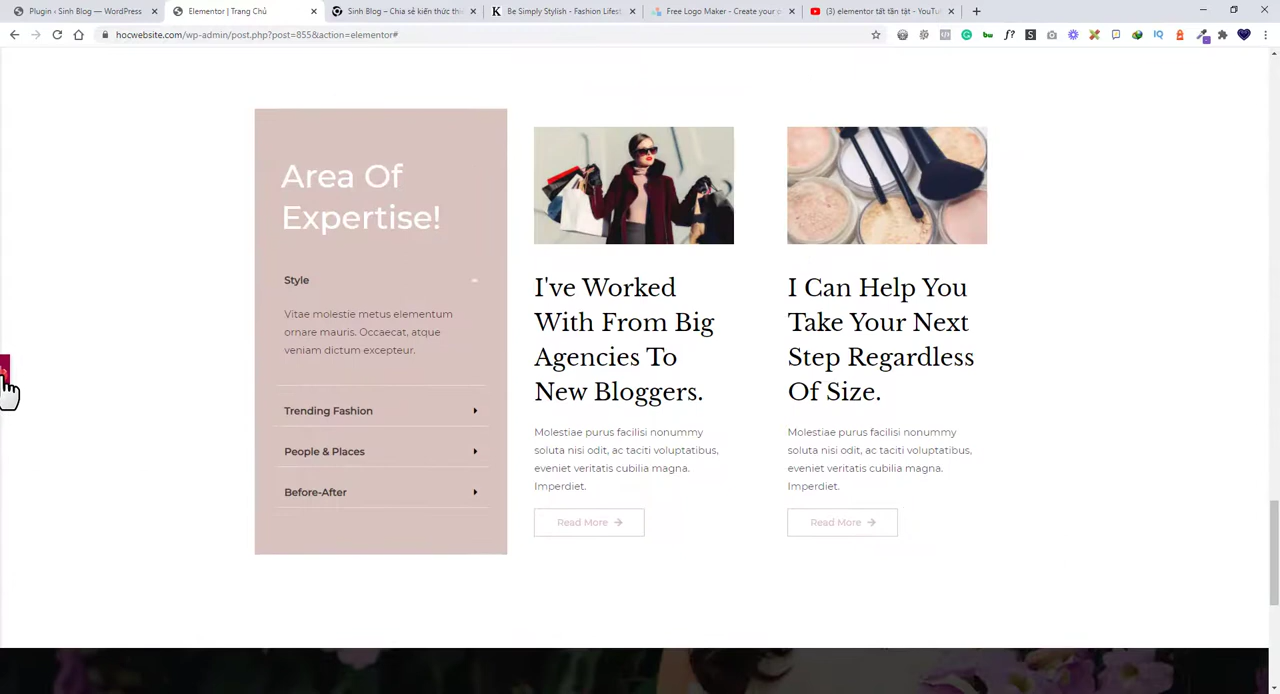 Plugin ‹ Sinh Blog — WordPress
Elementor | Trang Chủ
Sinh Blog – Chia sẻ kiến thức thi
Be Simply Stylish - Fashion Lifest
Free Logo Maker - Create your p
(3) elementor tất tần tật - YouTu
hocwebsite.com/wp-admin/post.php?post=855&action=elementor#
Area Of
Expertise!
Style
Vitae molestie metus elementum
ornare mauris. Occaecat, atque
veniam dictum excepteur.
Trending Fashion
People & Places
Before-After
I've Worked
With From Big
Agencies To
New Bloggers.
Molestiae purus facilisi nonummy
soluta nisi odit, ac taciti voluptatibus,
eveniet veritatis cubilia magna.
Imperdiet.
Read More
I Can Help You
Take Your Next
Step Regardless
Of Size.
Molestiae purus facilisi nonummy
soluta nisi odit, ac taciti voluptatibus,
eveniet veritatis cubilia magna.
Imperdiet.
Read More